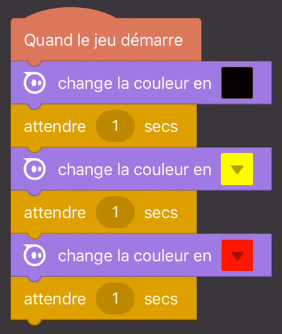 Quand le jeu démarre
change la couleur en
attendre 1 secs
change la couleur en
attendre 1 secs
change la couleur en
attendre 1 secs